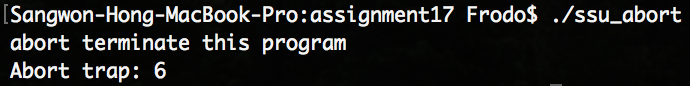 [Sangwon-Hong-MacBook-Pro:assignment17 Frodo$ ./ssu_abort
abort terminate this program
Abort trap: 6